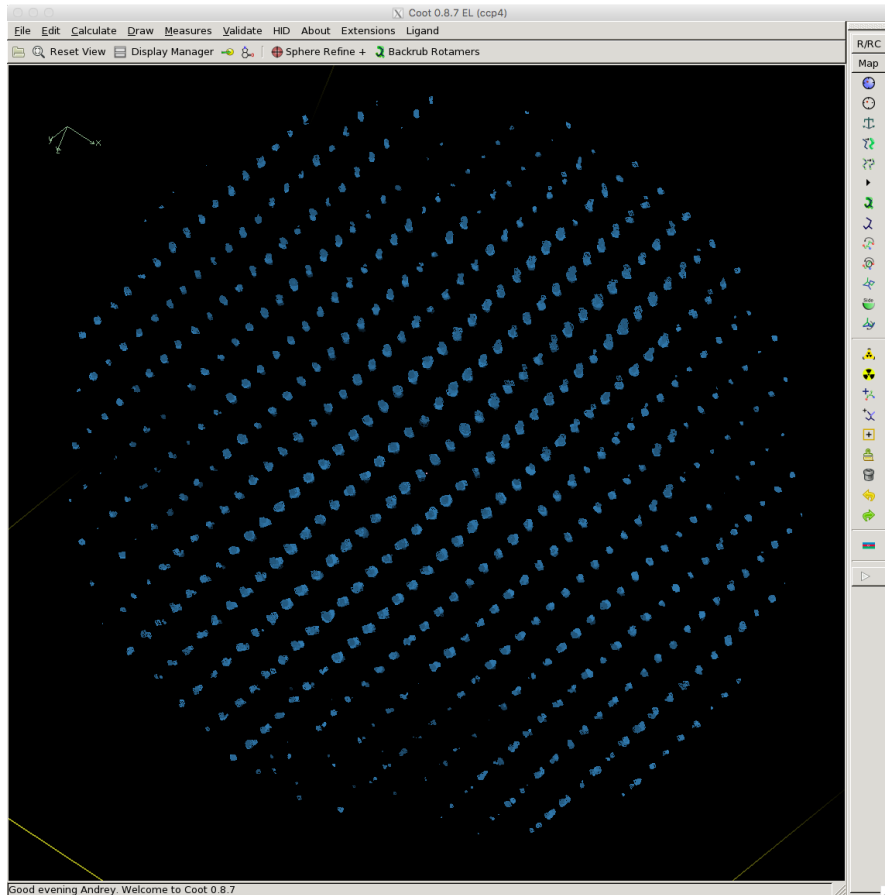 Coot 0.8.7 EL (ccp4)
File Edit Calculate Draw Measures Validate HID About Extensions Ligand
Reset View Display Manager Sphere Refine + Backrub Rotamers
R/RC
Map
y x
z
Side
Good evening Andrey. Welcome to Coot 0.8.7